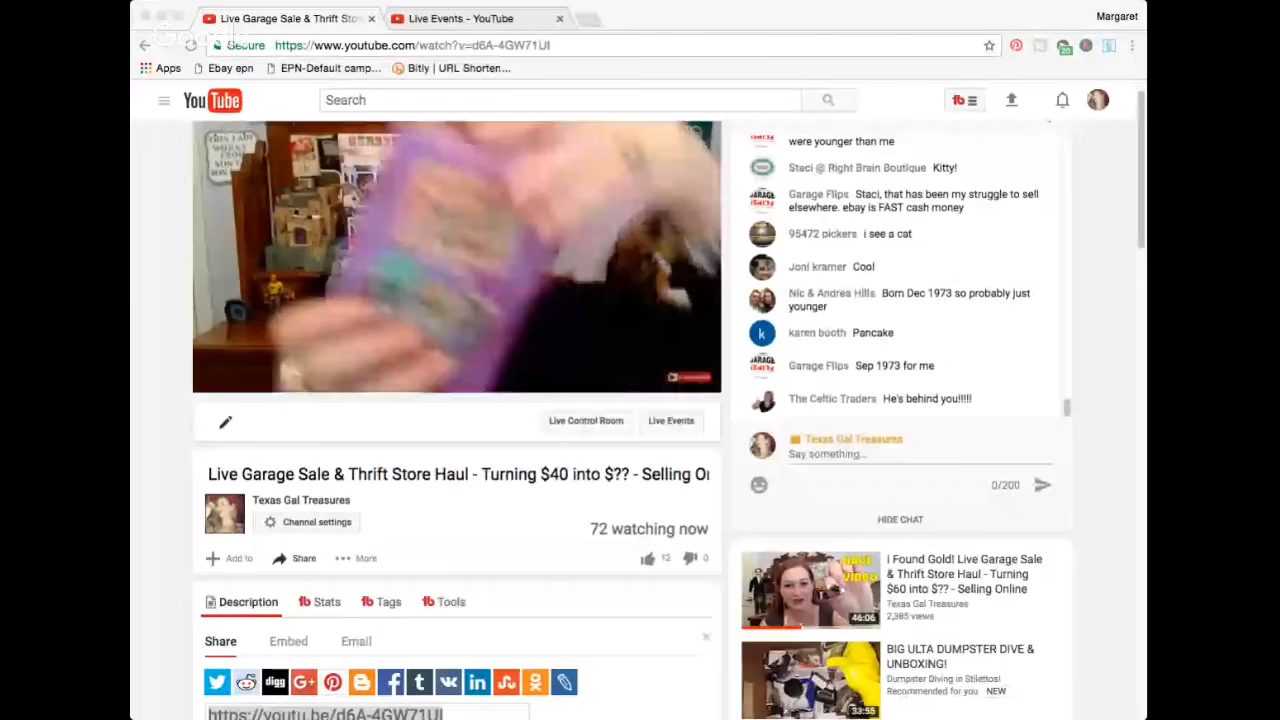 Live Garage Sale & Thrift Sto
Live Events - YouTube
Margaret
Google
Secure https://www.youtube.com/watch?v=d6A-4GW71UI
20
Apps Ebay epn EPN-Default camp... Bitly | URL Shorten...
YouTube
Search
THIS LADY
WORKS
were younger than me
Staci @ Right Brain Boutique Kitty!
Garage Flips Staci, that has been my struggle to sell
elsewhere. ebay is FAST cash money
95472 pickers i see a cat
Joni kramer Cool
Nic & Andrea Hills Born Dec 1973 so probably just
younger
k karen booth Pancake
Garage Flips Sep 1973 for me
The Celtic Traders He's behind you!!!!!
Texas Gal Treasures
Say something...
0/200
HIDE CHAT
Live Control Room Live Events
Live Garage Sale & Thrift Store Haul - Turning $40 into $?? - Selling O
Texas Gal Treasures
Channel settings
72 watching now
Add to Share More
12 0
Description Stats Tags Tools
Share Embed Email
digg
https://youtu.be/d6A-4GW71UI
HAUL
VIDEO
46:06
I Found Gold! Live Garage Sale
& Thrift Store Haul - Turning
$60 into $?? - Selling Online
Texas Gal Treasures
2,385 views
33:55
BIG ULTA DUMPSTER DIVE &
UNBOXING!
Dumpster Diving in Stilettos!
Recommended for you NEW